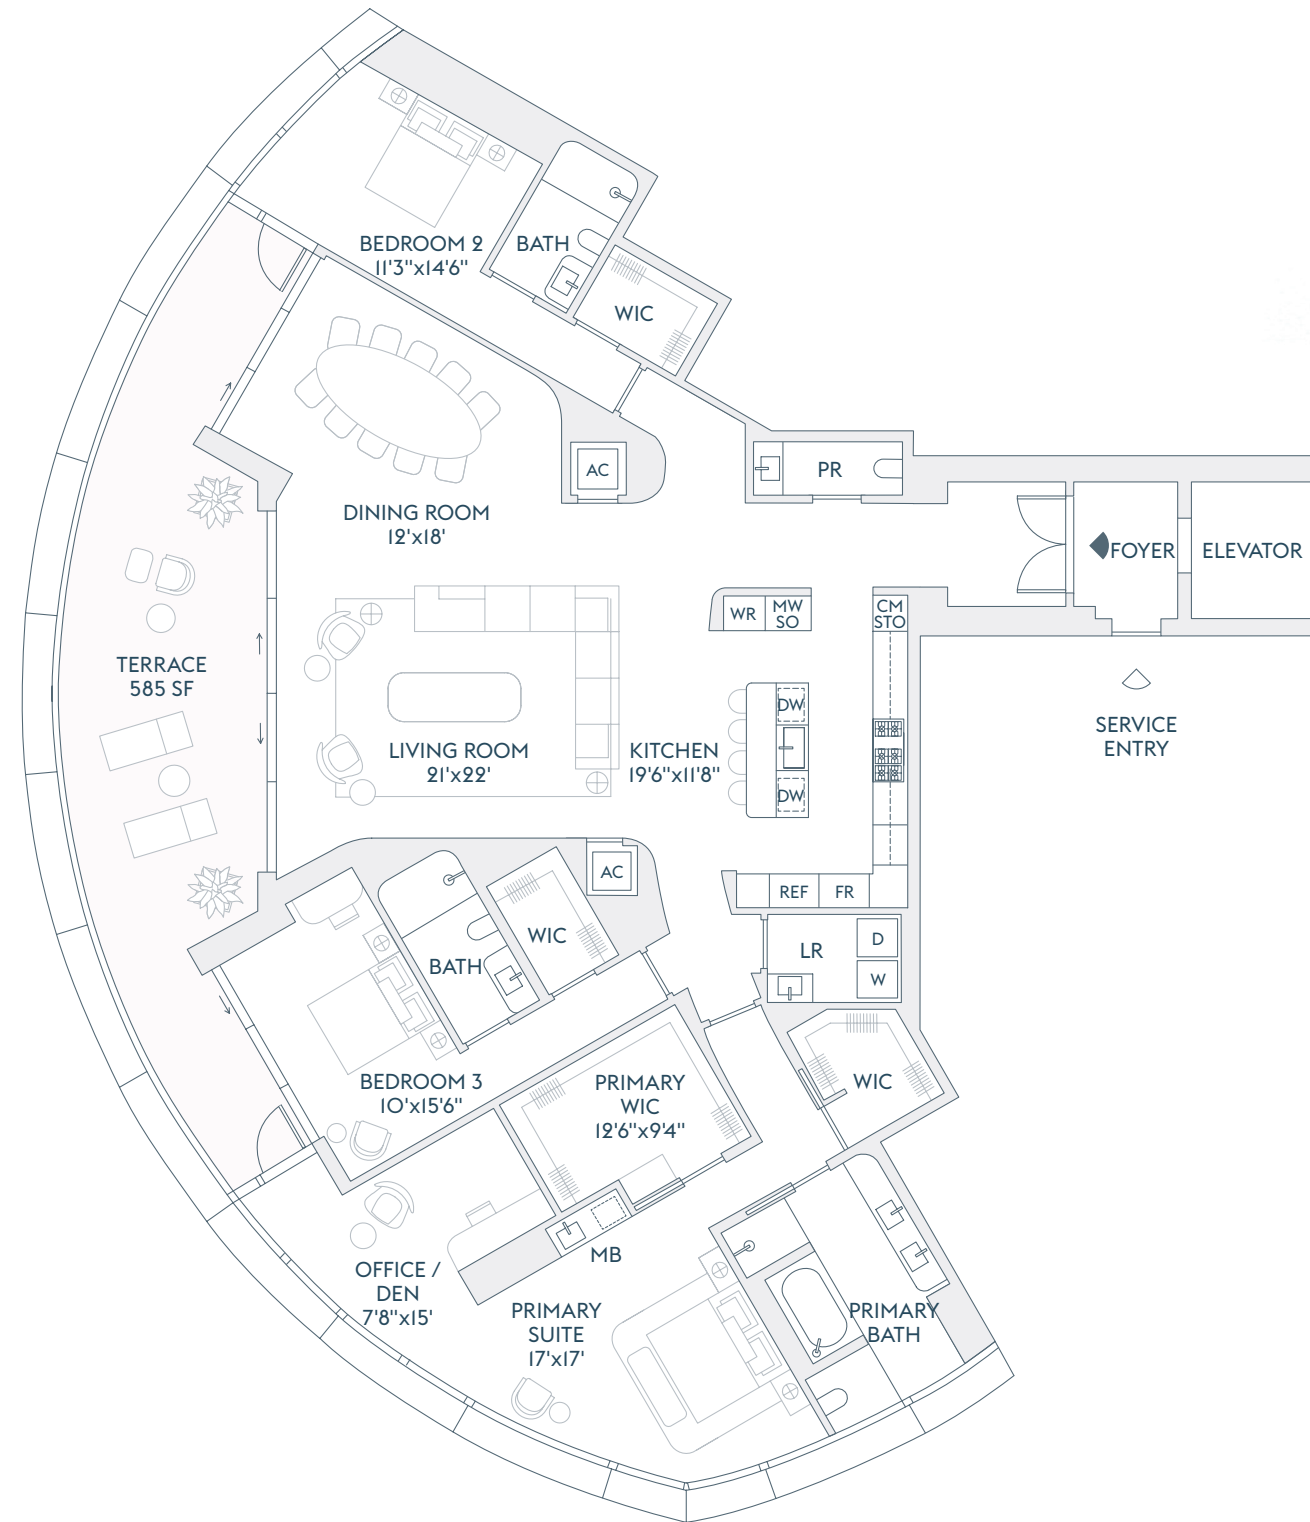 BEDROOM 2
11'3"x14'6"
BATH
WIC
AC
PR
DINING ROOM
12'x18'
FOYER
ELEVATOR
WR
MW
SO
CM
STO
TERRACE
585 SF
DW
LIVING ROOM
21'x22'
KITCHEN
19'6"x11'8"
DW
SERVICE
ENTRY
AC
REF
FR
WIC
BATH
LR
D
W
BEDROOM 3
10'x15'6"
PRIMARY
WIC
12'6"x9'4"
WIC
OFFICE /
DEN
7'8"x15'
MB
PRIMARY
SUITE
17'x17'
PRIMARY
BATH